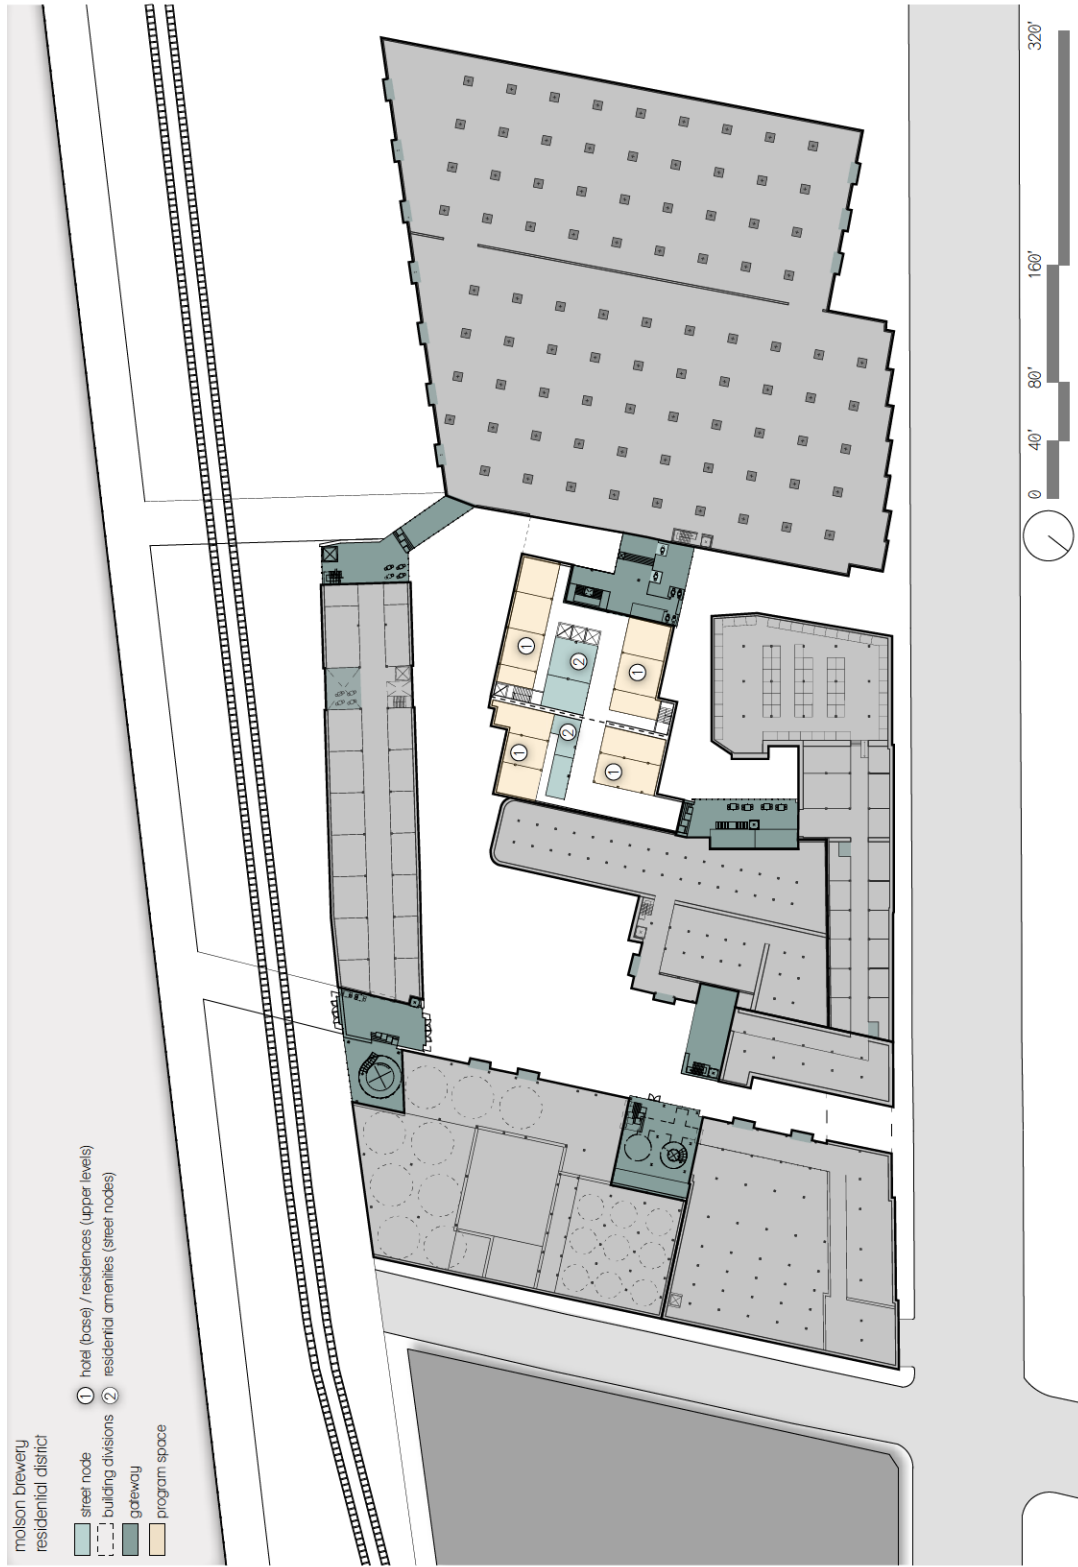 molson brewery
residential district
street node
building divisions
gateway
program space
1 hotel (base) / residences (upper levels)
2 residential amenities (street nodes)
1
2
1
1
2
1
0 40' 80' 160' 320'